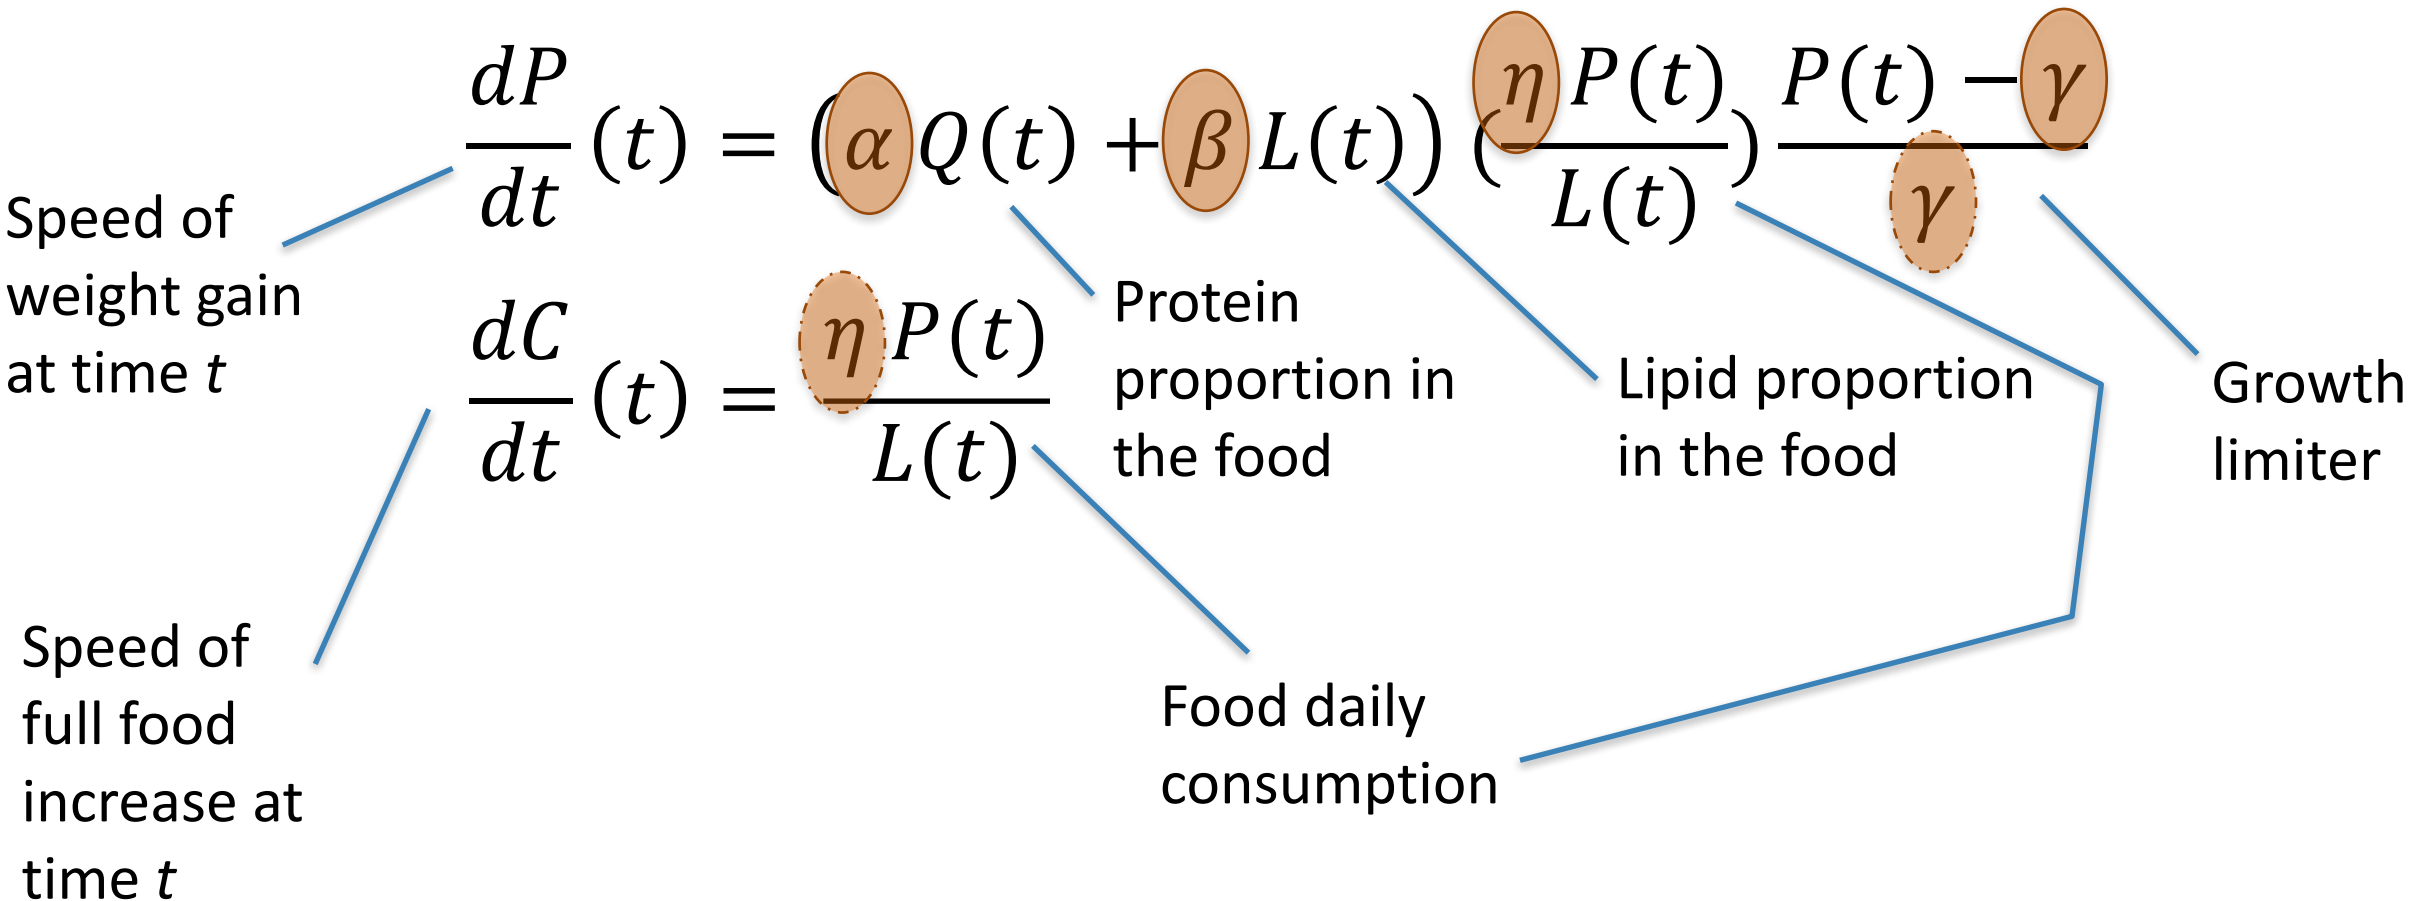 dP/dt (t) = (α Q(t) + β L(t)) (η P(t)/L(t)) P(t) − γ/γ
dC/dt (t) = η P(t)/L(t)
Speed of
weight gain
at time t
Protein
proportion in
the food
Lipid proportion
in the food
Growth
limiter
Speed of
full food
increase at
time t
Food daily
consumption